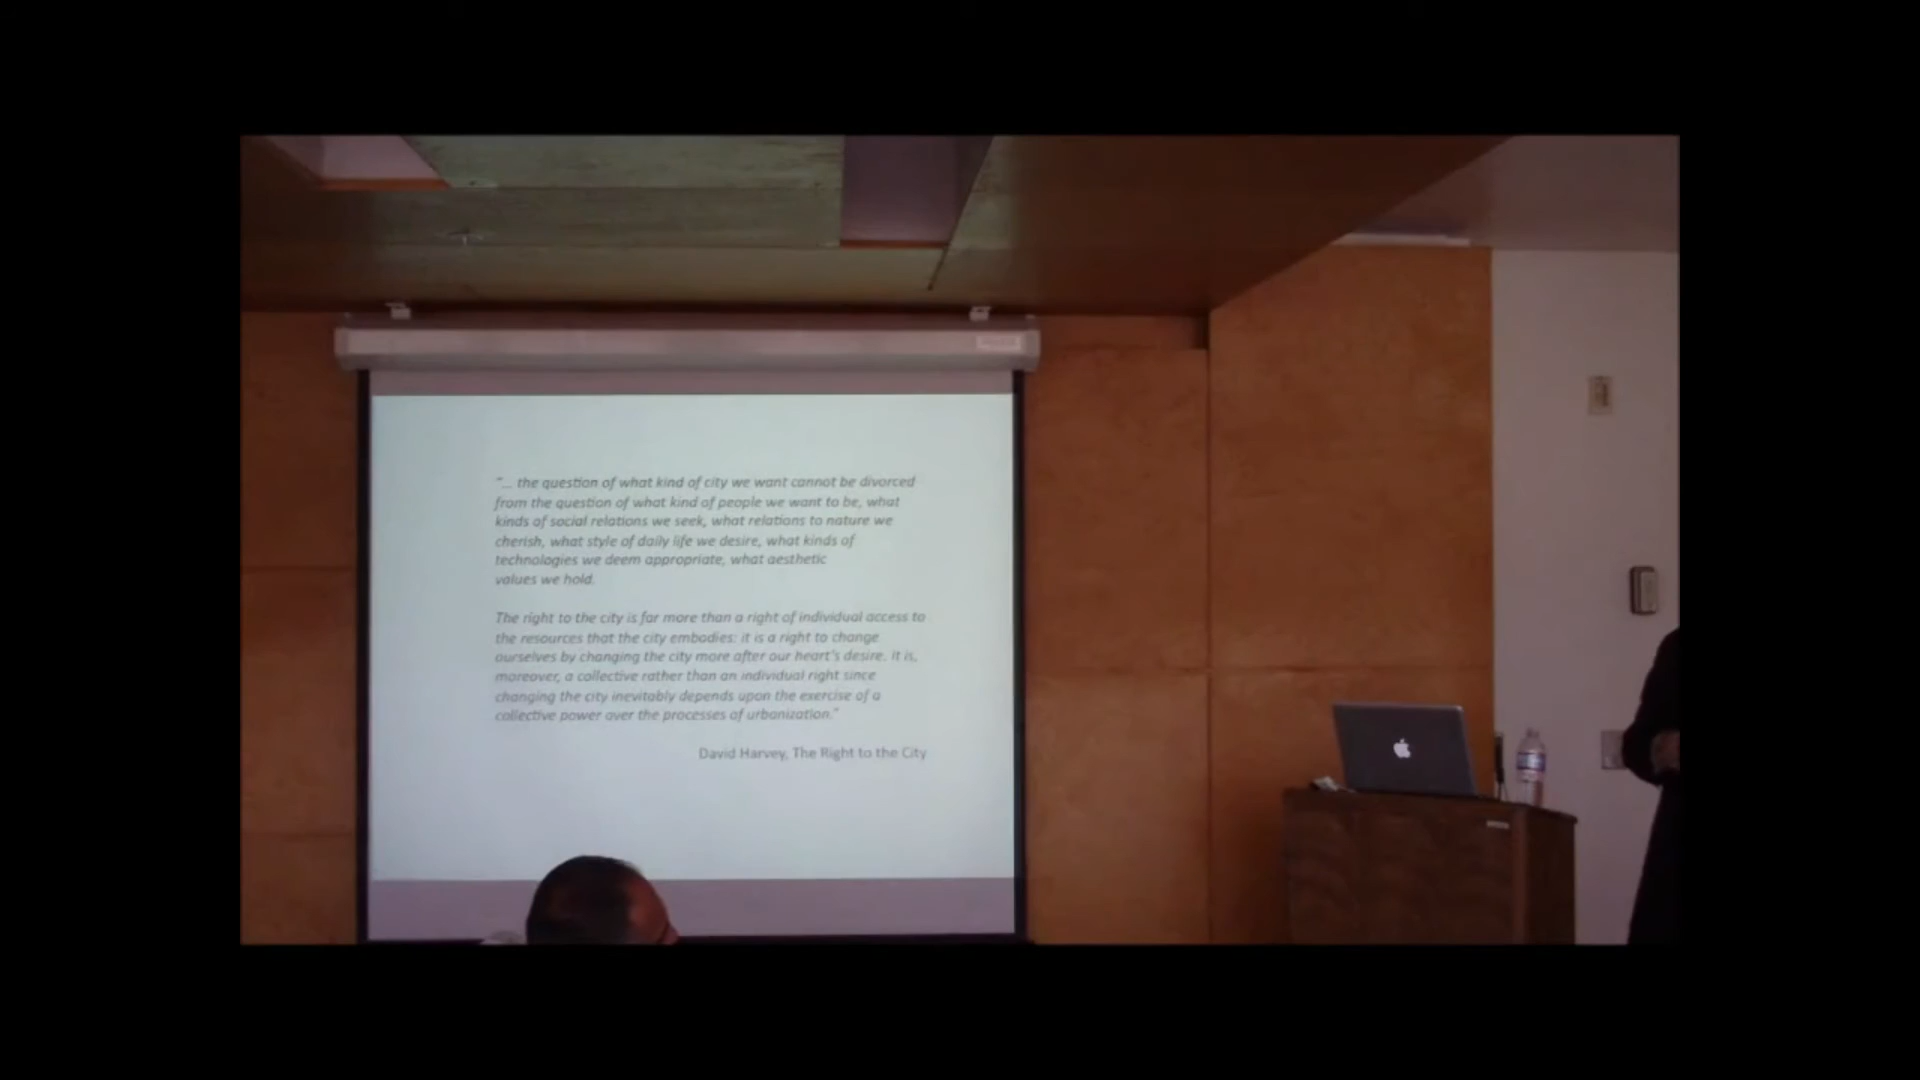 "... the question of what kind of city we want cannot be divorced
from the question of what kind of people we want to be, what
kinds of social relations we seek, what relations to nature we
cherish, what style of daily life we desire, what kinds of
technologies we deem appropriate, what aesthetic
values we hold.
The right to the city is far more than a right of individual access to
the resources that the city embodies: it is a right to change
ourselves by changing the city more after our heart's desire. It is,
moreover, a collective rather than an individual right since
changing the city inevitably depends upon the exercise of a
collective power over the processes of urbanization."
David Harvey, The Right to the City